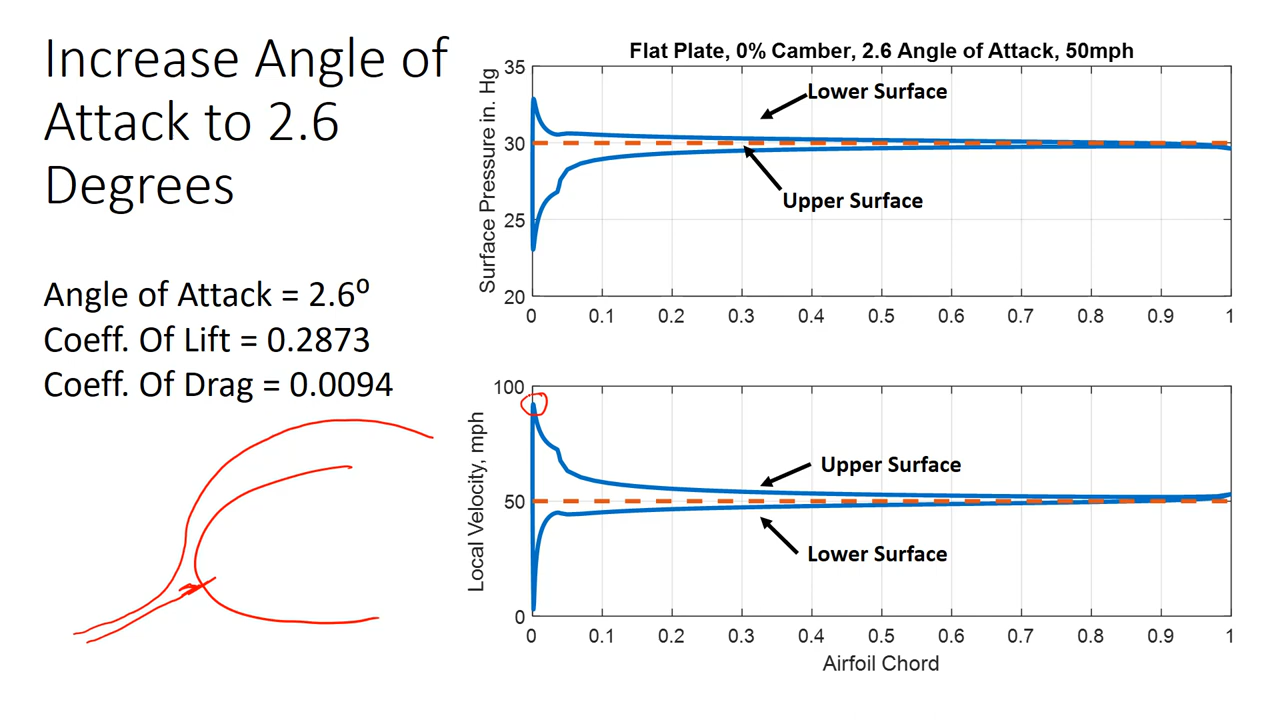 Increase Angle of
Attack to 2.6
Degrees
Angle of Attack = 2.6⁰
Coeff. Of Lift = 0.2873
Coeff. Of Drag = 0.0094
Flat Plate, 0% Camber, 2.6 Angle of Attack, 50mph
Surface Pressure in. Hg
35
30
25
20
Lower Surface
Upper Surface
0 0.1 0.2 0.3 0.4 0.5 0.6 0.7 0.8 0.9 1
Local Velocity, mph
100
50
0
Upper Surface
Lower Surface
0 0.1 0.2 0.3 0.4 0.5 0.6 0.7 0.8 0.9 1
Airfoil Chord